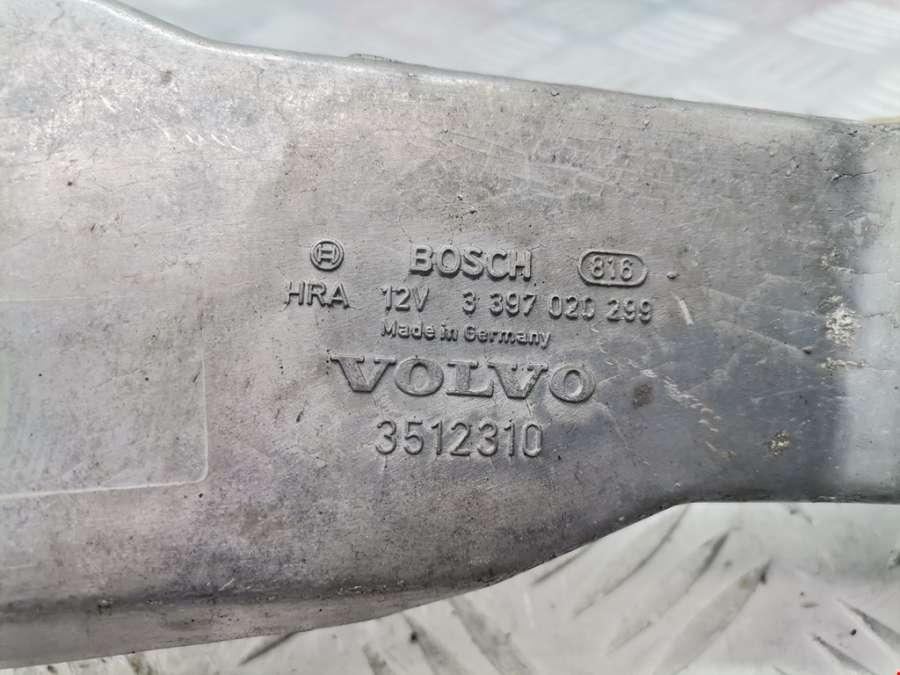 BOSCH 816
HRA 12V 3 397 020 299
Made in Germany
VOLVO
3512310